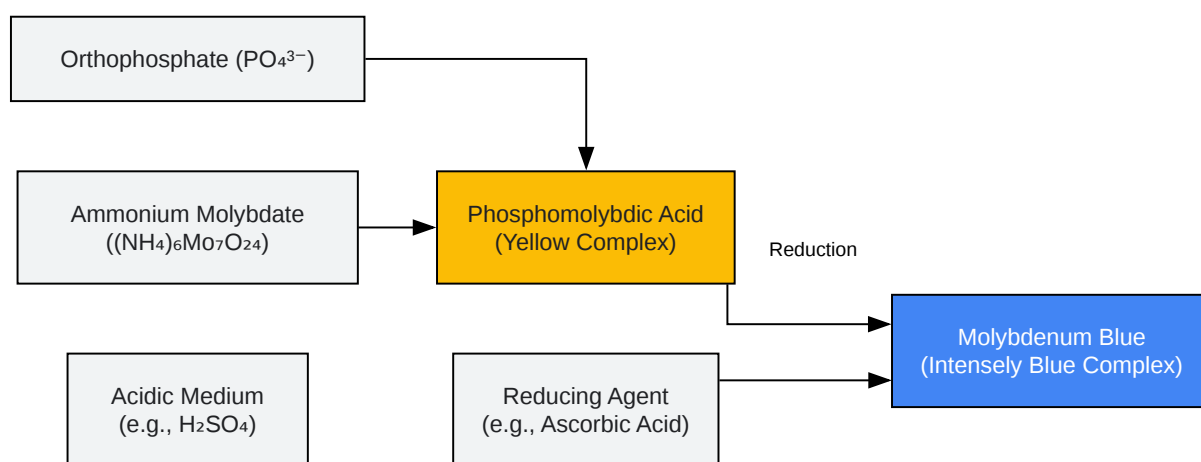 Orthophosphate (PO₄³⁻)
Ammonium Molybdate
((NH₄)₆Mo₇O₂₄)
Phosphomolybdic Acid
(Yellow Complex)
Reduction
Molybdenum Blue
(Intensely Blue Complex)
Acidic Medium
(e.g., H₂SO₄)
Reducing Agent
(e.g., Ascorbic Acid)